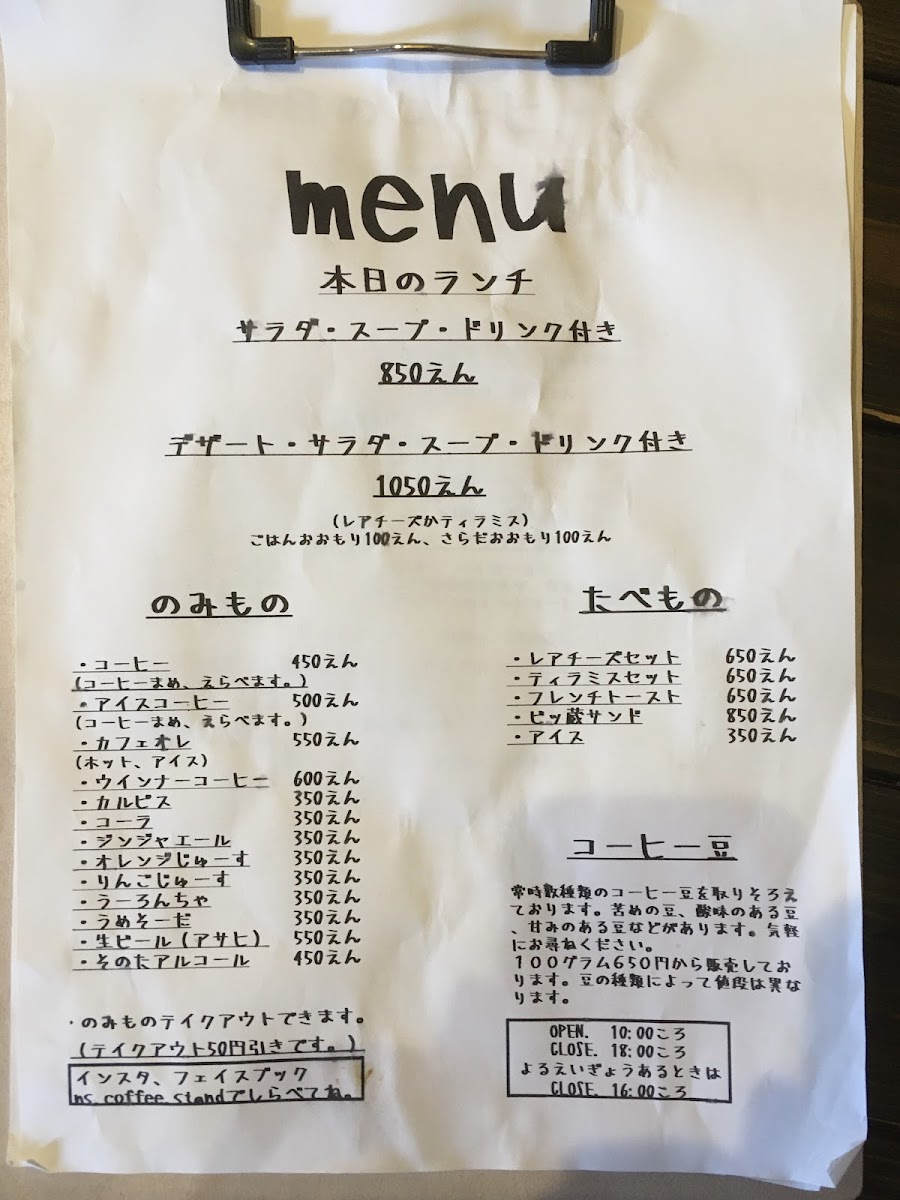 menu
本日のランチ
サラダ・スープ・ドリンク付き
850えん
デザート・サラダ・スープ・ドリンク付き
1050えん
(レアチーズかティラミス)
ごはんおおもり100えん、さらだおおもり100えん
のみもの
・コーヒー 450えん
(コーヒーまめ、えらべます。)
・アイスコーヒー 500えん
(コーヒーまめ、えらべます。)
・カフェオレ 550えん
(ホット、アイス)
・ウインナーコーヒー 600えん
・カルピス 350えん
・コーラ 350えん
・ジンジャエール 350えん
・オレンジじゅーす 350えん
・りんごじゅーす 350えん
・うーろんちゃ 350えん
・うめそーだ 350えん
・生ビール(アサヒ) 550えん
・そのたアルコール 450えん
・のみものテイクアウトできます。
(テイクアウト50円引きです。)
インスタ、フェイスブック
ns.coffee.standでしらべてね。
たべもの
・レアチーズセット 650えん
・ティラミスセット 650えん
・フレンチトースト 650えん
・ピッ蔵サンド 850えん
・アイス 350えん
コーヒー豆
常時数種類のコーヒー豆を取りそろえ
ております。苦めの豆、酸味のある豆
、甘みのある豆などがあります。気軽
にお尋ねください。
100グラム650円から販売してお
ります。豆の種類によって値段は異な
ります。
OPEN. 10:00ころ
CLOSE. 18:00ころ
よるえいぎょうあるときは
CLOSE. 16:00ころ